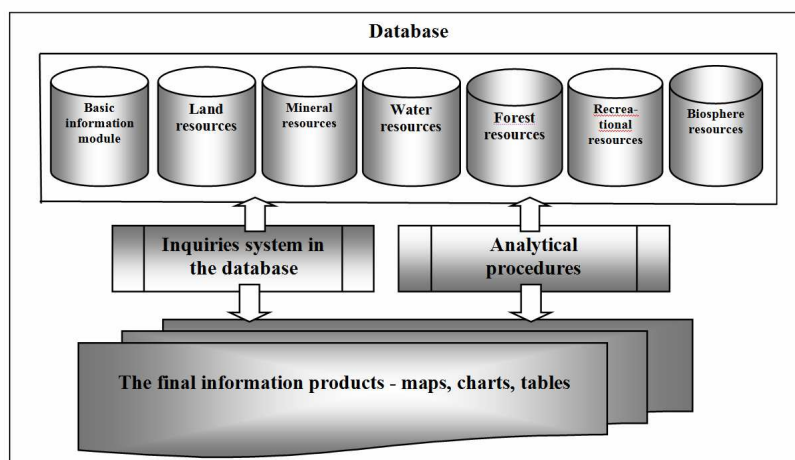 Database
Basic
information
module
Land
resources
Mineral
resources
Water
resources
Forest
resources
Recrea-
tional
resources
Biosphere
resources
Inquiries system in
the database
Analytical
procedures
The final information products - maps, charts, tables